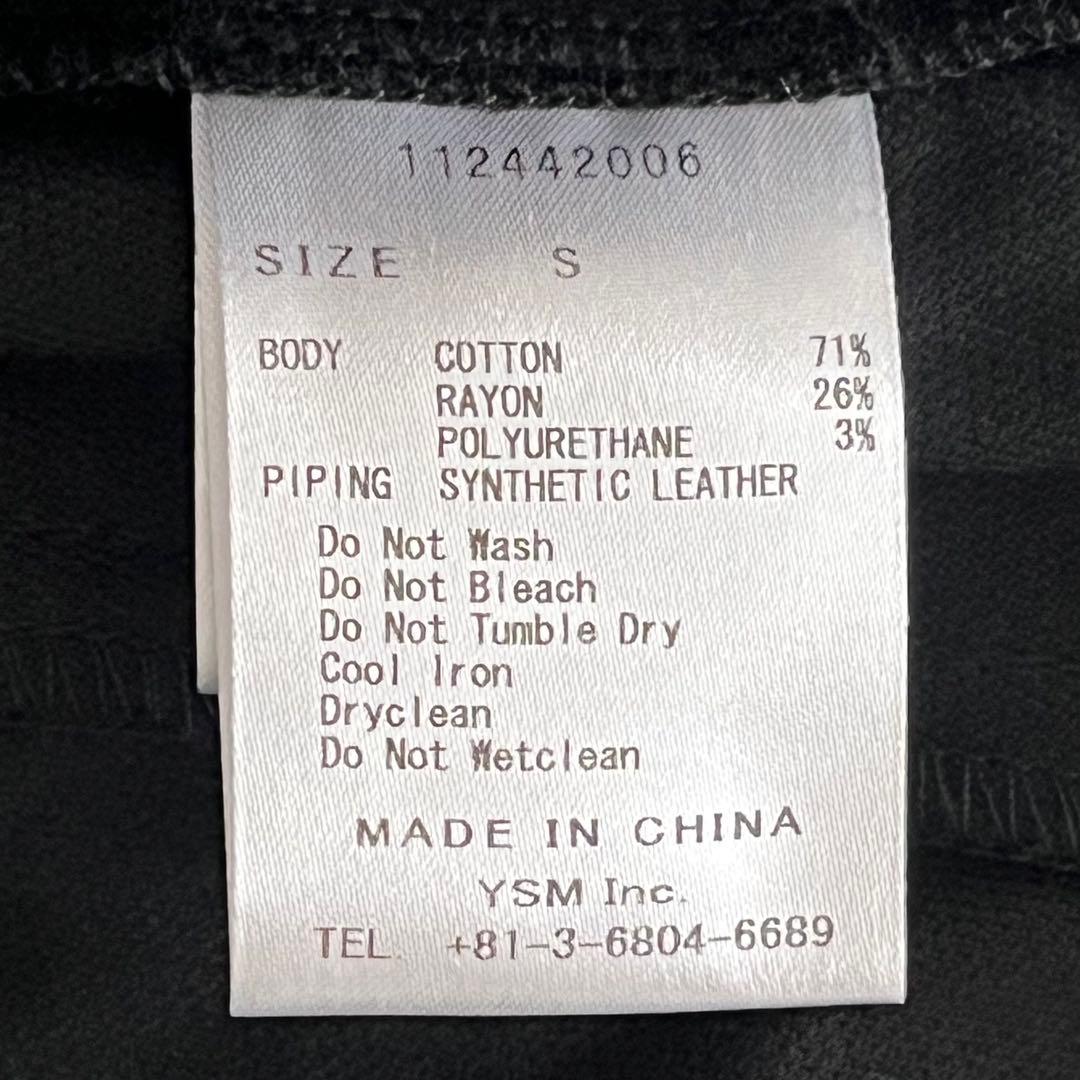 112442006
SIZE S
BODY COTTON 71%
RAYON 26%
POLYURETHANE 3%
PIPING SYNTHETIC LEATHER
Do Not Wash
Do Not Bleach
Do Not Tumble Dry
Cool Iron
Dryclean
Do Not Wetclean
MADE IN CHINA
YSM Inc.
TEL. +81-3-6804-6689